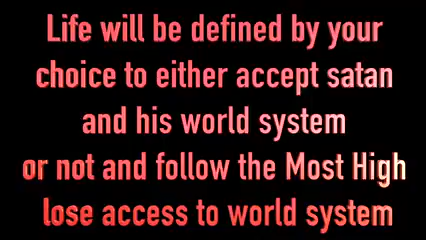 Life will be defined by your
choice to either accept satan
and his world system
or not and follow the Most High
lose access to world system